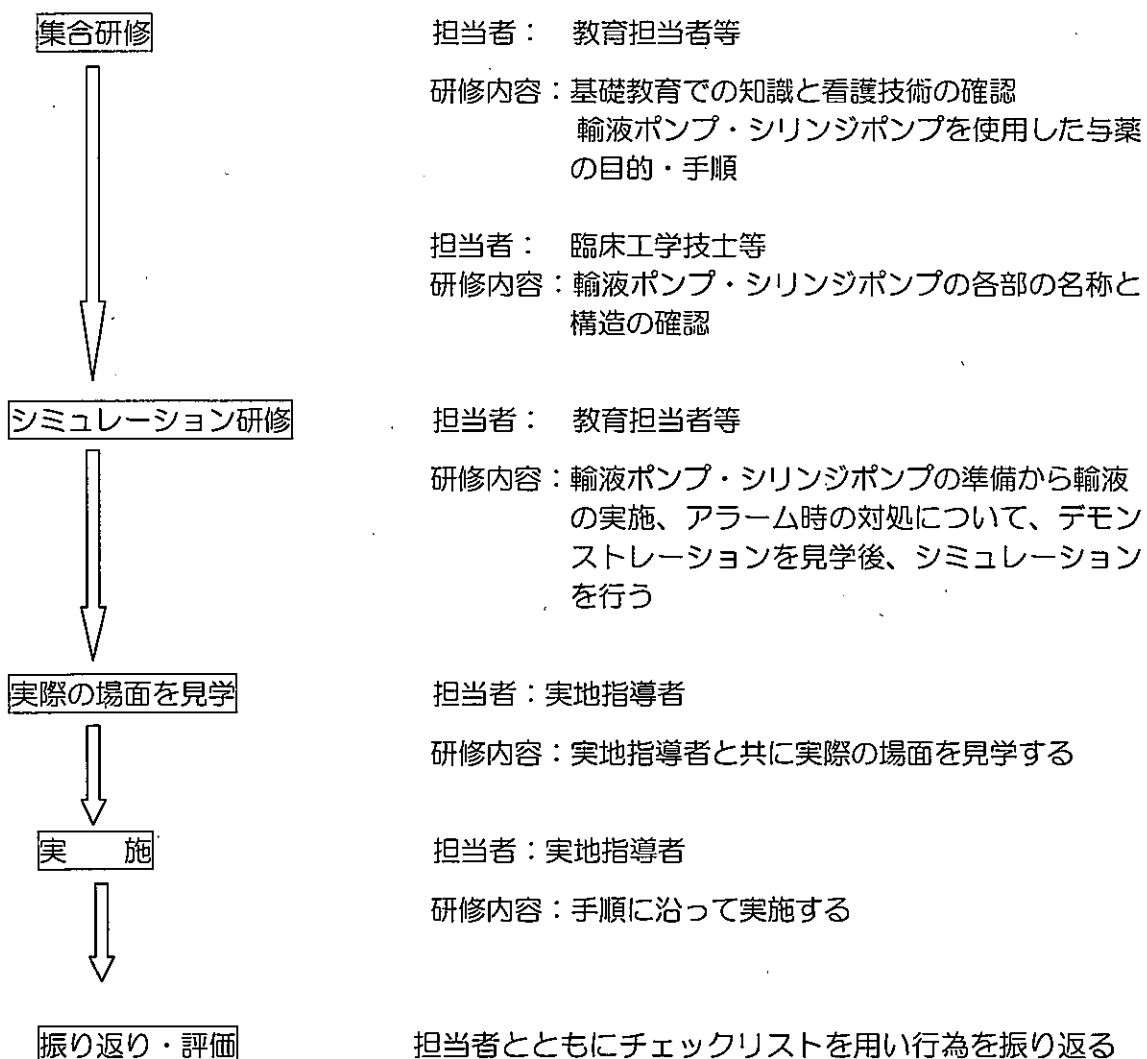 集合研修
担当者： 教育担当者等
研修内容：基礎教育での知識と看護技術の確認
輸液ポンプ・シリンジポンプを使用した与薬
の目的・手順
担当者： 臨床工学技士等
研修内容：輸液ポンプ・シリンジポンプの各部の名称と
構造の確認
シミュレーション研修
担当者： 教育担当者等
研修内容：輸液ポンプ・シリンジポンプの準備から輸液
の実施、アラーム時の対処について、デモン
ストレーションを見学後、シミュレーション
を行う
実際の場面を見学
担当者：実地指導者
研修内容：実地指導者と共に実際の場面を見学する
実　　施
担当者：実地指導者
研修内容：手順に沿って実施する
振り返り・評価
担当者とともにチェックリストを用い行為を振り返る